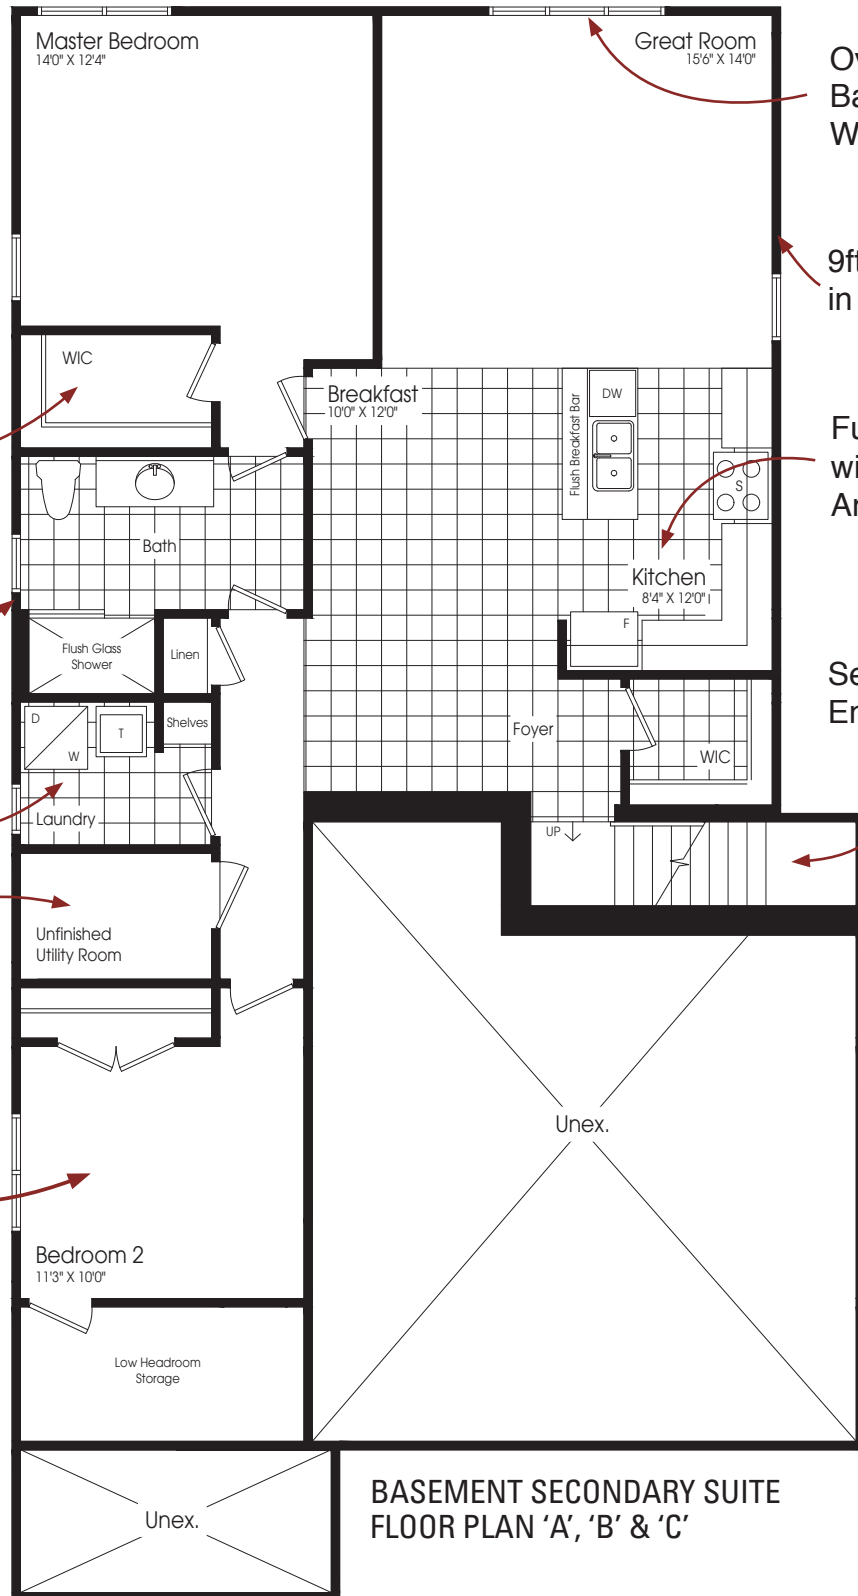 Master Bedroom
14'0" X 12'4"
Great Room
15'6" X 14'0"
9ft
in
WIC
Breakfast
10'0" X 12'0"
Flush Breakfast Bar
DW
S
Bath
Kitchen
8'4" X 12'0"
F
Flush Glass
Shower
Linen
D
W
T
Shelves
Foyer
WIC
Laundry
UP
Unfinished
Utility Room
Unex.
Bedroom 2
11'3" X 10'0"
Low Headroom
Storage
Unex.
BASEMENT SECONDARY SUITE
FLOOR PLAN ‘A’, ‘B’ & ‘C’